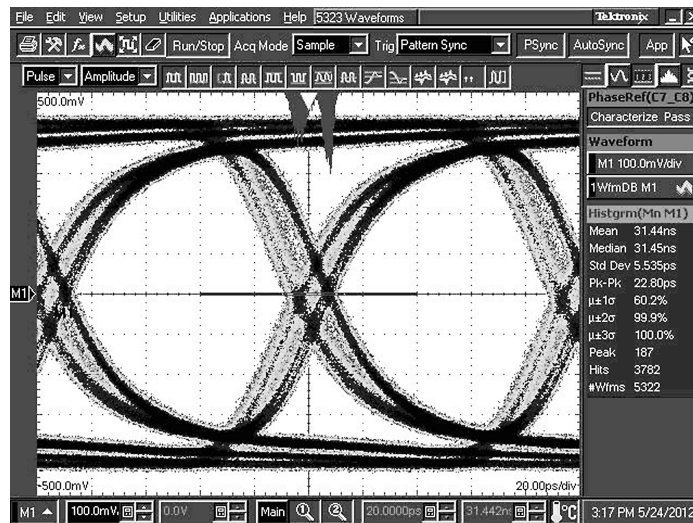 File Edit View Setup Utilities Applications Help 5323 Waveforms Tektronix
Run/Stop Acq Mode Sample Trig Pattern Sync PSync AutoSync App
Pulse Amplitude
500.0mV
PhaseRef(C7_C8)
Characterize Pass
Waveform
M1 100.0mV/div
1WfmDB M1
Histgrm(Mn M1)
Mean 31.44ns
Median 31.45ns
Std Dev 5.535ps
Pk-Pk 22.80ps
µ±1σ 60.2%
µ±2σ 99.9%
µ±3σ 100.0%
Peak 187
Hits 3782
#Wfms 5322
M1
-500.0mV 20.00ps/div
M1 100.0mV 0.0V Main 1 2 20.0000ps 31.442n °C 3:17 PM 5/24/2012